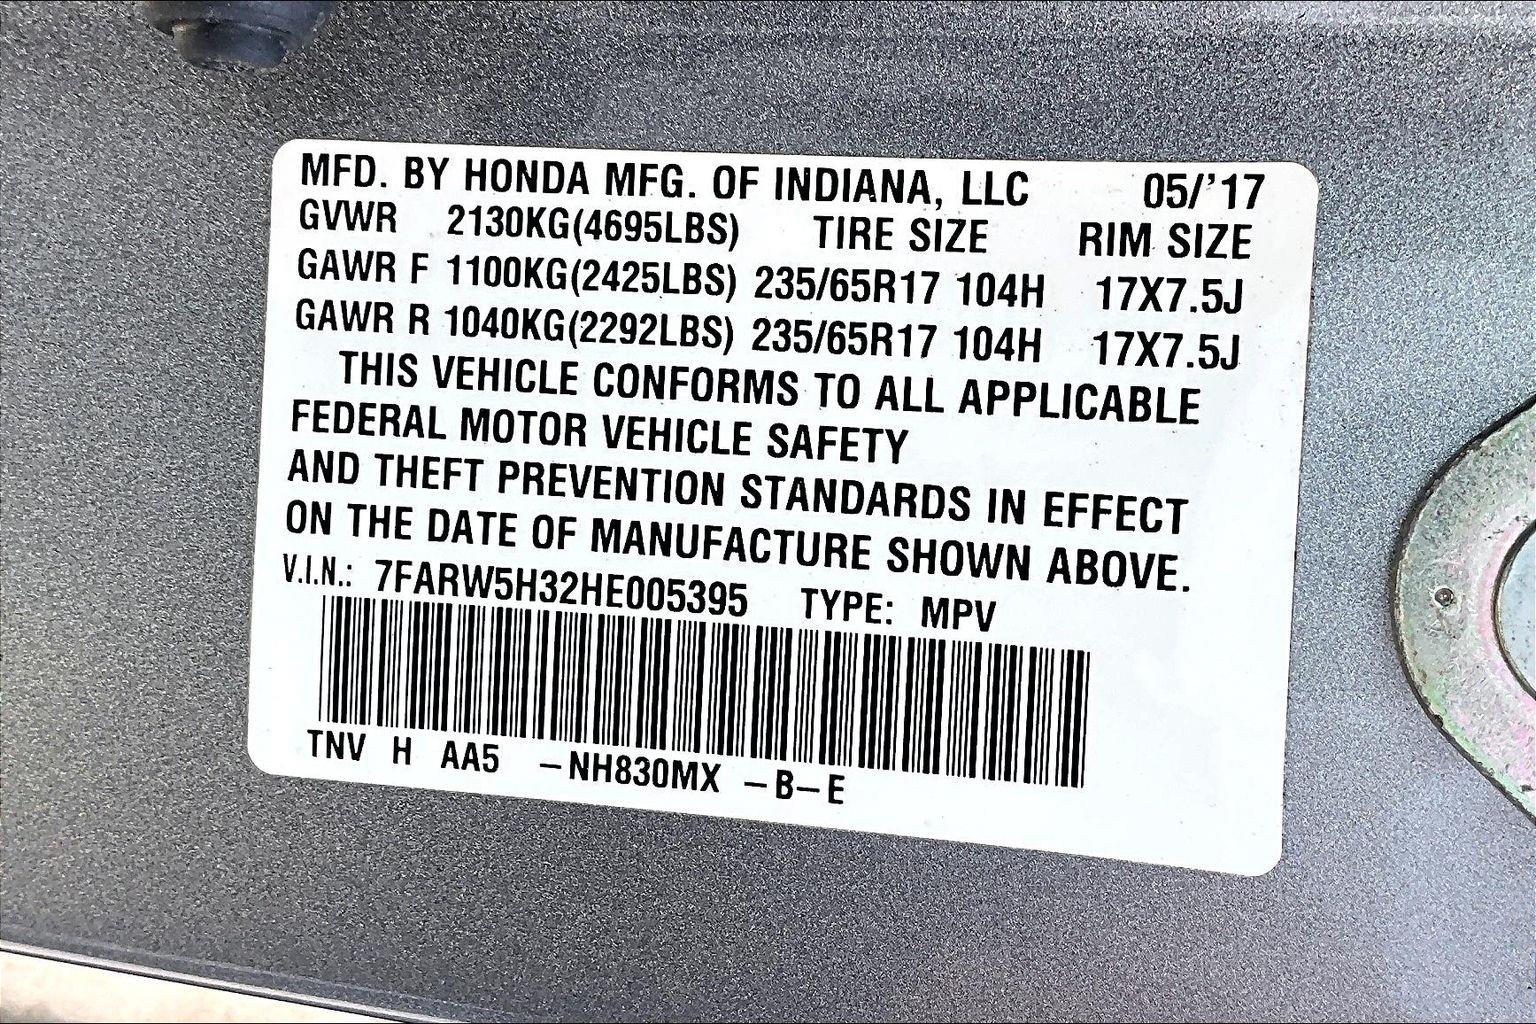 MFD. BY HONDA MFG. OF INDIANA, LLC 05/'17
GVWR 2130KG(4695LBS) TIRE SIZE RIM SIZE
GAWR F 1100KG(2425LBS) 235/65R17 104H 17X7.5J
GAWR R 1040KG(2292LBS) 235/65R17 104H 17X7.5J
THIS VEHICLE CONFORMS TO ALL APPLICABLE
FEDERAL MOTOR VEHICLE SAFETY
AND THEFT PREVENTION STANDARDS IN EFFECT
ON THE DATE OF MANUFACTURE SHOWN ABOVE.
V.I.N.: 7FARW5H32HE005395 TYPE: MPV
TNV H AA5 -NH830MX -B-E